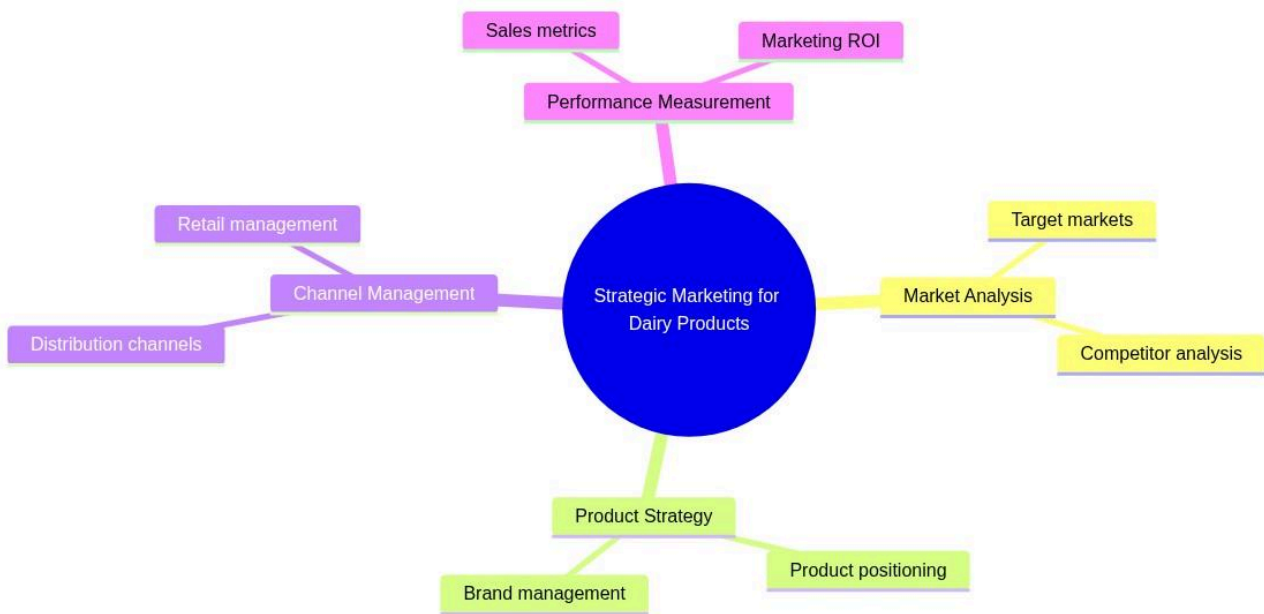 Sales metrics
Marketing ROI
Performance Measurement
Retail management
Target markets
Channel Management
Strategic Marketing for
Dairy Products
Market Analysis
Distribution channels
Competitor analysis
Product Strategy
Product positioning
Brand management